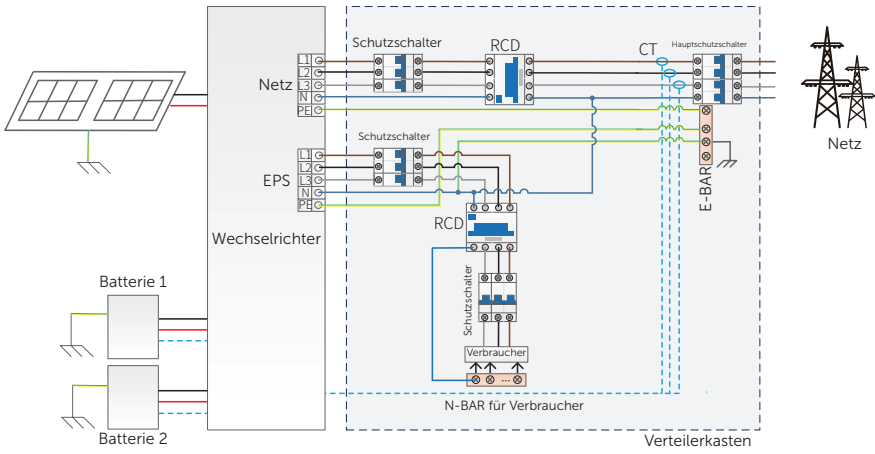 Schutzschalter
RCD
CT
Hauptschutzschalter
Netz
L1
L2
L3
N
PE
Netz
Schutzschalter
EPS
L1
L2
L3
N
PE
E-BAR
RCD
Wechselrichter
Schutzschalter
Batterie 1
Verbraucher
...
N-BAR für Verbraucher
Batterie 2
Verteilerkasten